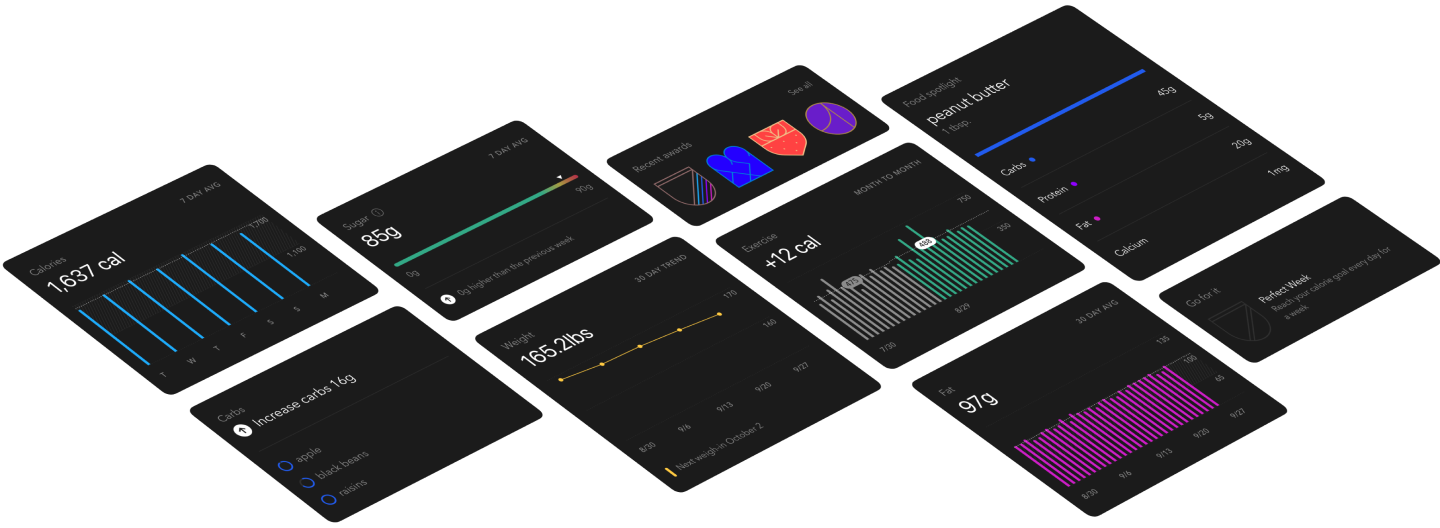 Calories
7 DAY AVG
1,637 cal
1,700
1,100
T
W
T
F
S
S
M
Carbs
Increase carbs 16g
apple
black beans
raisins
Sugar
7 DAY AVG
85g
0g
90g
0g higher than the previous week
Weight
30 DAY TREND
165.2lbs
170
160
8/30
9/6
9/13
9/20
9/27
Next weigh-in October 2
Recent awards
See all
Exercise
MONTH TO MONTH
+12 cal
750
350
488
7/30
8/29
Food spotlight
peanut butter
1 tbsp.
Carbs
45g
Protein
5g
Fat
20g
Calcium
1mg
Fat
30 DAY AVG
97g
135
100
65
8/30
9/6
9/13
9/20
9/27
Go for it
Perfect Week
Reach your calorie goal every day for
a week